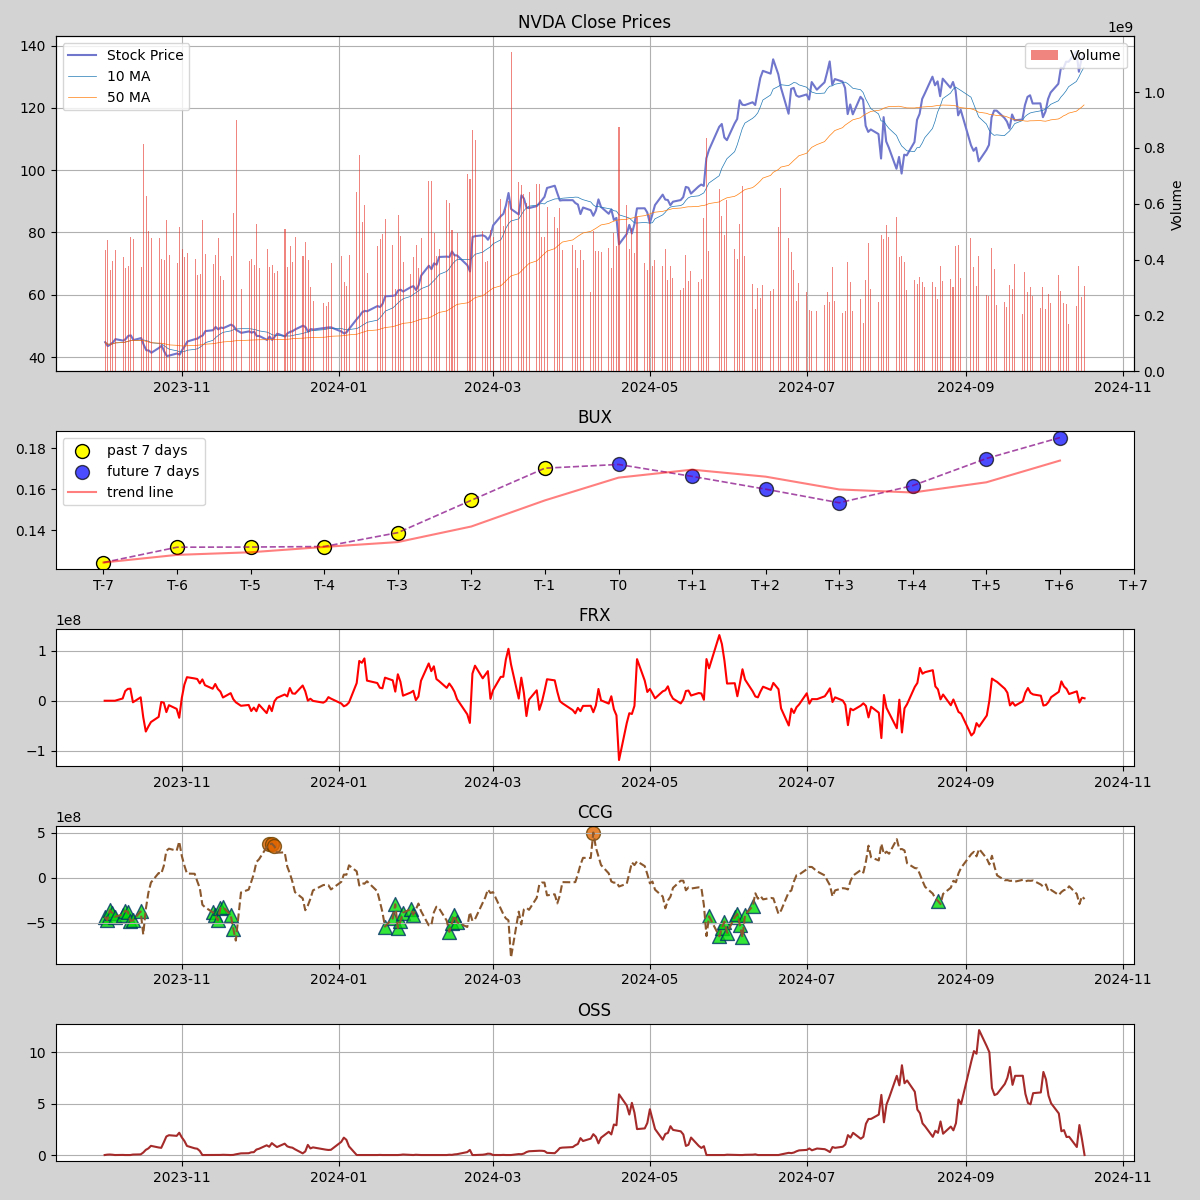 NVDA Close Prices
1e9
Stock Price
10 MA
50 MA
Volume
140
120
100
80
60
40
1.0
0.8
0.6
0.4
0.2
0.0
Volume
2023-11
2024-01
2024-03
2024-05
2024-07
2024-09
2024-11
BUX
past 7 days
future 7 days
trend line
0.18
0.16
0.14
T-7
T-6
T-5
T-4
T-3
T-2
T-1
T0
T+1
T+2
T+3
T+4
T+5
T+6
T+7
FRX
1e8
1
0
−1
2023-11
2024-01
2024-03
2024-05
2024-07
2024-09
2024-11
CCG
1e8
5
0
−5
2023-11
2024-01
2024-03
2024-05
2024-07
2024-09
2024-11
OSS
10
5
0
2023-11
2024-01
2024-03
2024-05
2024-07
2024-09
2024-11